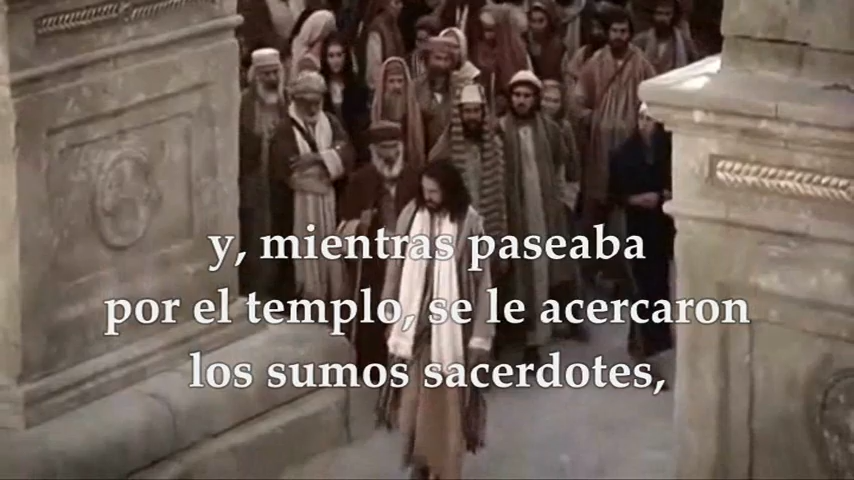 y, mientras paseaba
por el templo, se le acercaron
los sumos sacerdotes,